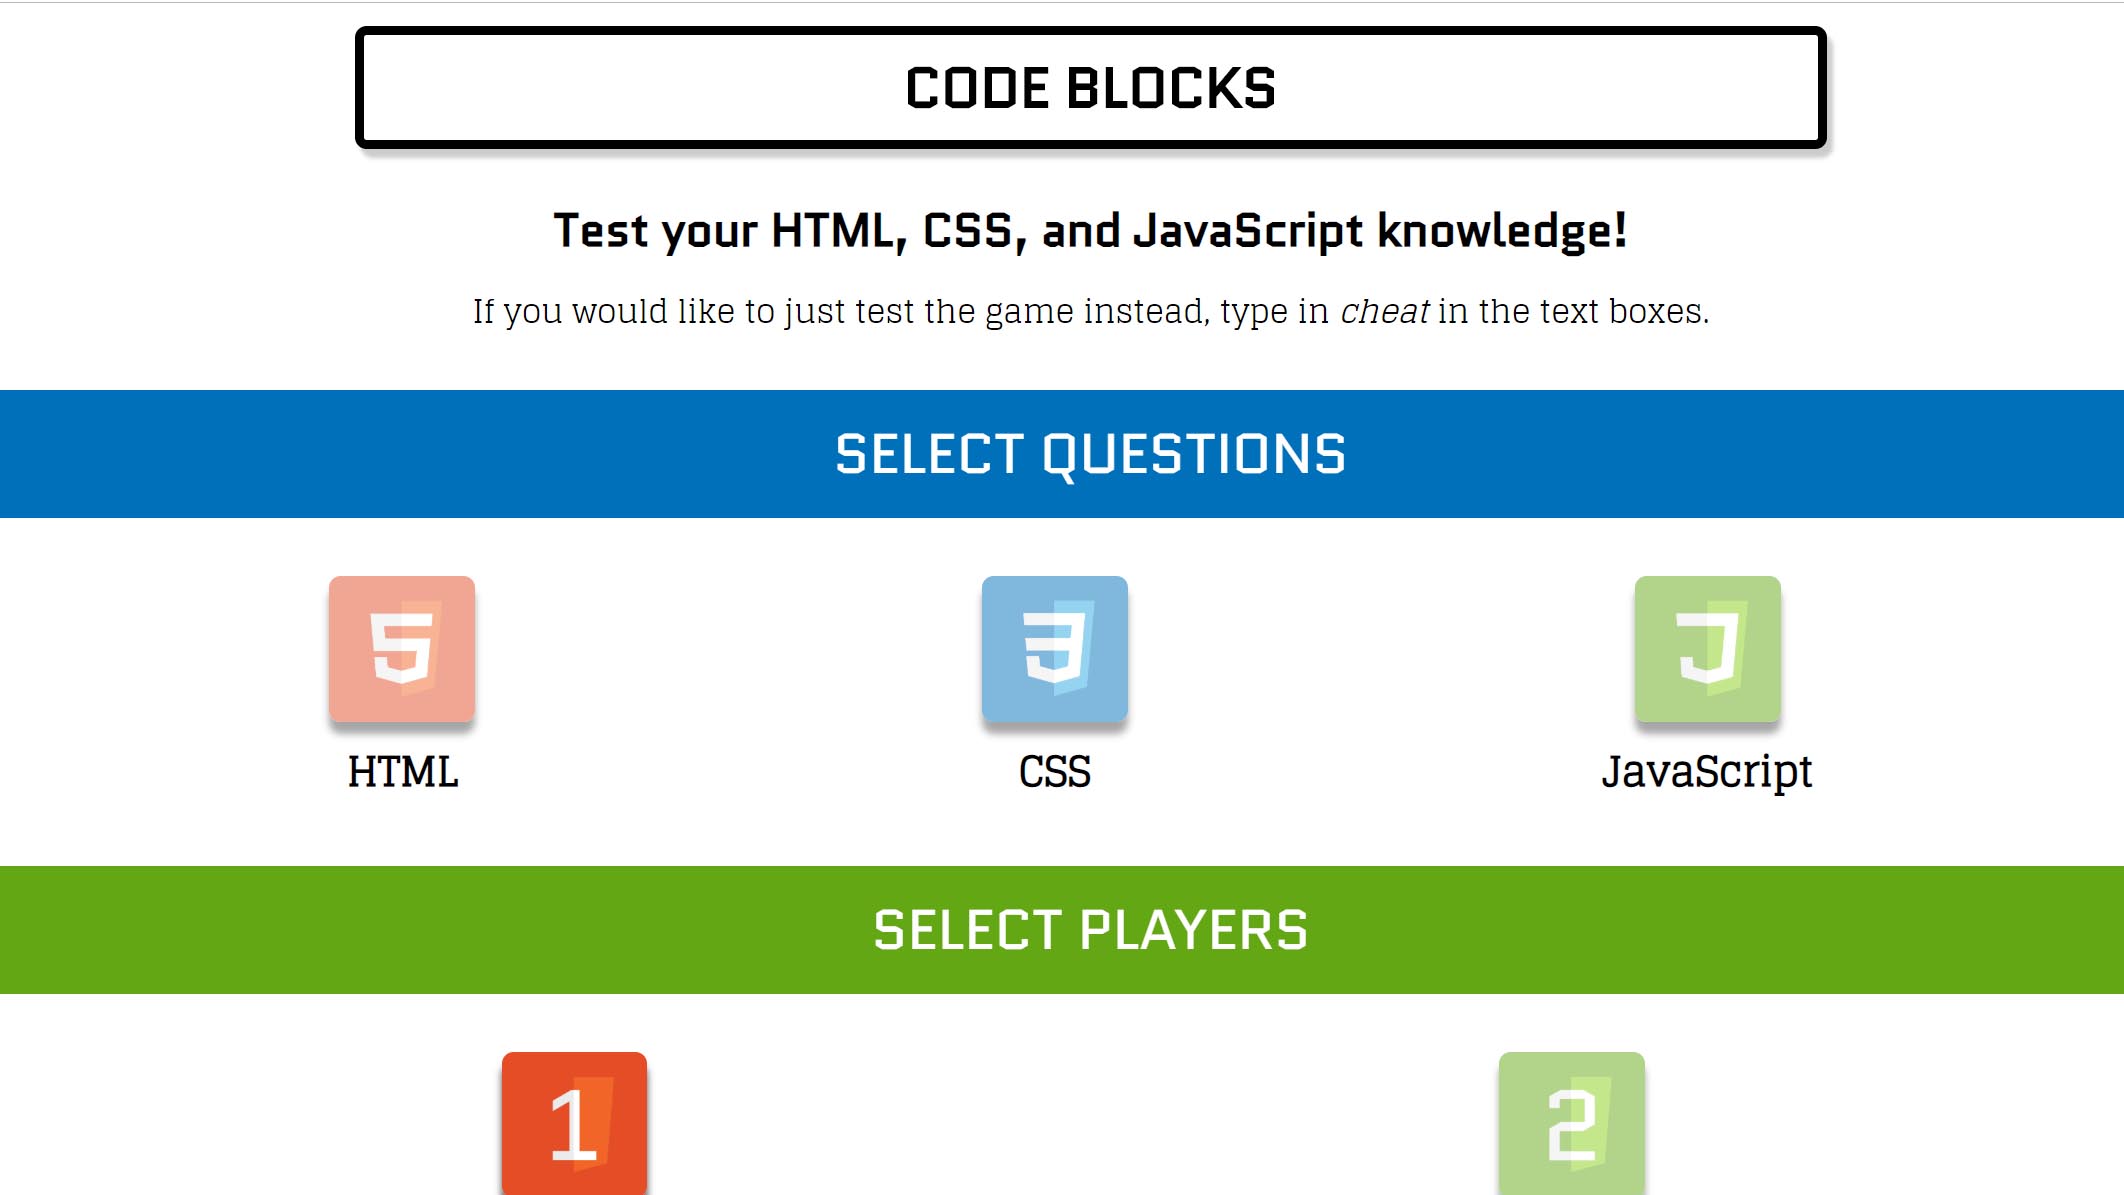 CODE BLOCKS
Test your HTML, CSS, and JavaScript knowledge!
If you would like to just test the game instead, type in cheat in the text boxes.
SELECT QUESTIONS
5 3 J
HTML CSS JavaScript
SELECT PLAYERS
1 2